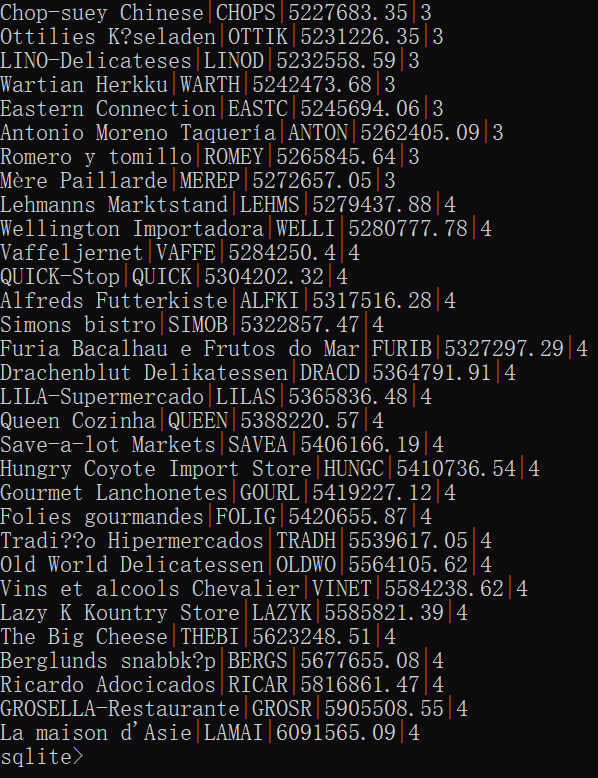 Chop-suey Chinese|CHOPS|5227683.35|3
Ottilies K?seladen|OTTIK|5231226.35|3
LINO-Delicateses|LINOD|5232558.59|3
Wartian Herkku|WARTH|5242473.68|3
Eastern Connection|EASTC|5245694.06|3
Antonio Moreno Taquería|ANTON|5262405.09|3
Romero y tomillo|ROMEY|5265845.64|3
Mère Paillarde|MEREP|5272657.05|3
Lehmanns Marktstand|LEHMS|5279437.88|4
Wellington Importadora|WELLI|5280777.78|4
Vaffeljernet|VAFFE|5284250.4|4
QUICK-Stop|QUICK|5304202.32|4
Alfreds Futterkiste|ALFKI|5317516.28|4
Simons bistro|SIMOB|5322857.47|4
Furia Bacalhau e Frutos do Mar|FURIB|5327297.29|4
Drachenblut Delikatessen|DRACD|5364791.91|4
LILA-Supermercado|LILAS|5365836.48|4
Queen Cozinha|QUEEN|5388220.57|4
Save-a-lot Markets|SAVEA|5406166.19|4
Hungry Coyote Import Store|HUNGC|5410736.54|4
Gourmet Lanchonetes|GOURL|5419227.12|4
Folies gourmandes|FOLIG|5420655.87|4
Tradi??o Hipermercados|TRADH|5539617.05|4
Old World Delicatessen|OLDWO|5564105.62|4
Vins et alcools Chevalier|VINET|5584238.62|4
Lazy K Kountry Store|LAZYK|5585821.39|4
The Big Cheese|THEBI|5623248.51|4
Berglunds snabbk?p|BERGS|5677655.08|4
Ricardo Adocicados|RICAR|5816861.47|4
GROSELLA-Restaurante|GROSR|5905508.55|4
La maison d'Asie|LAMAI|6091565.09|4
sqlite>